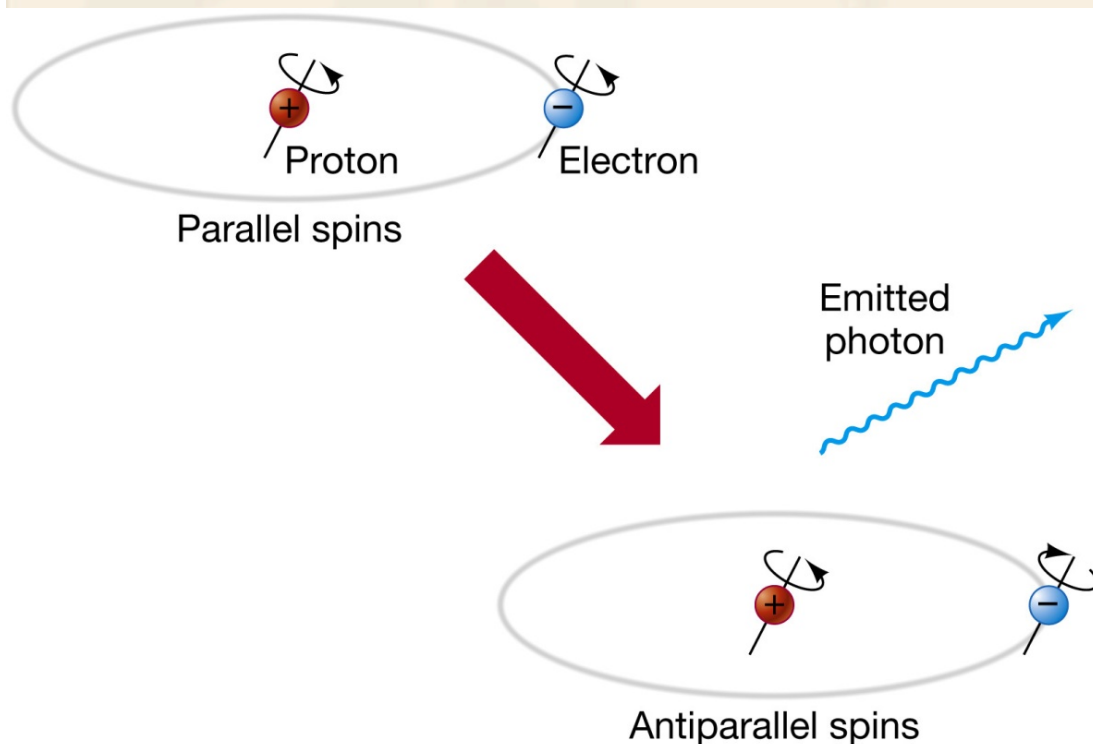 +
−
Proton
Electron
Parallel spins
Emitted
photon
+
−
Antiparallel spins